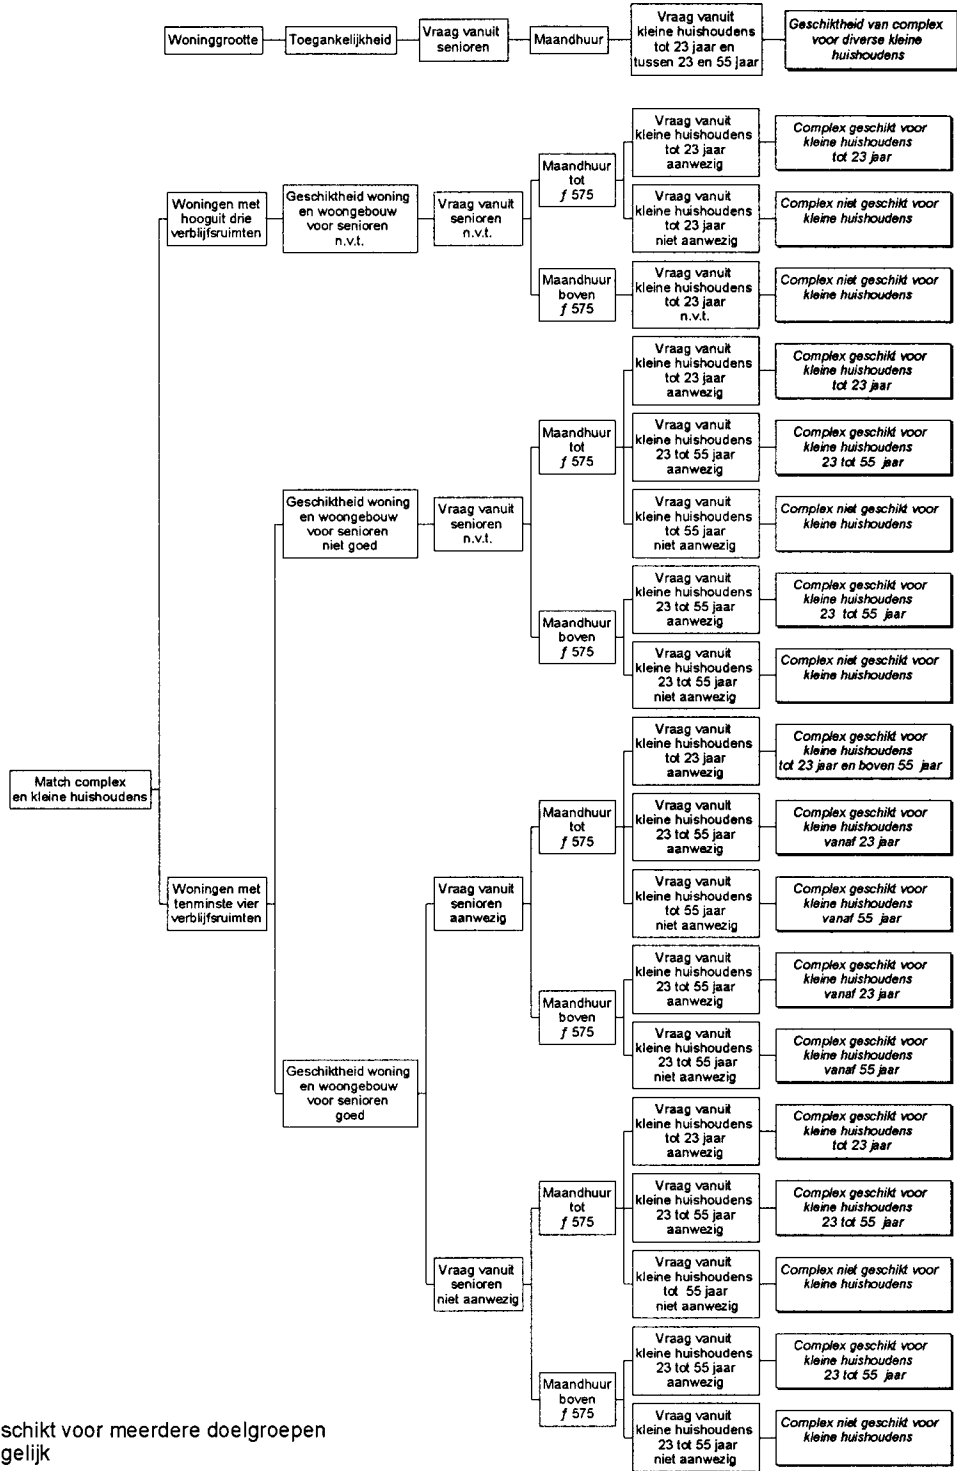 Woninggrootte
Toegankelijkheid
Vraag vanuit
senioren
Maandhuur
Vraag vanuit
kleine huishoudens
tot 23 jaar en
tussen 23 en 55 jaar
Geschiktheid van complex
voor diverse kleine
huishoudens
Match complex
en kleine huishoudens
Woningen met
hooguit drie
verblijfsruimten
Geschiktheid woning
en woongebouw
voor senioren
n.v.t.
Vraag vanuit
senioren
n.v.t.
Maandhuur
tot
ƒ 575
Vraag vanuit
kleine huishoudens
tot 23 jaar
aanwezig
Complex geschikt voor
kleine huishoudens
tot 23 jaar
Vraag vanuit
kleine huishoudens
tot 23 jaar
niet aanwezig
Complex niet geschikt voor
kleine huishoudens
Maandhuur
boven
ƒ 575
Vraag vanuit
kleine huishoudens
tot 23 jaar
n.v.t.
Complex niet geschikt voor
kleine huishoudens
Woningen met
tenminste vier
verblijfsruimten
Geschiktheid woning
en woongebouw
voor senioren
niet goed
Vraag vanuit
senioren
n.v.t.
Maandhuur
tot
ƒ 575
Vraag vanuit
kleine huishoudens
tot 23 jaar
aanwezig
Complex geschikt voor
kleine huishoudens
tot 23 jaar
Vraag vanuit
kleine huishoudens
23 tot 55 jaar
aanwezig
Complex geschikt voor
kleine huishoudens
23 tot 55 jaar
Vraag vanuit
kleine huishoudens
tot 55 jaar
niet aanwezig
Complex niet geschikt voor
kleine huishoudens
Maandhuur
boven
ƒ 575
Vraag vanuit
kleine huishoudens
23 tot 55 jaar
aanwezig
Complex geschikt voor
kleine huishoudens
23 tot 55 jaar
Vraag vanuit
kleine huishoudens
23 tot 55 jaar
niet aanwezig
Complex niet geschikt voor
kleine huishoudens
Geschiktheid woning
en woongebouw
voor senioren
goed
Vraag vanuit
senioren
aanwezig
Maandhuur
tot
ƒ 575
Vraag vanuit
kleine huishoudens
tot 23 jaar
aanwezig
Complex geschikt voor
kleine huishoudens
tot 23 jaar en boven 55 jaar
Vraag vanuit
kleine huishoudens
23 tot 55 jaar
aanwezig
Complex geschikt voor
kleine huishoudens
vanaf 23 jaar
Vraag vanuit
kleine huishoudens
tot 55 jaar
niet aanwezig
Complex geschikt voor
kleine huishoudens
vanaf 55 jaar
Maandhuur
boven
ƒ 575
Vraag vanuit
kleine huishoudens
23 tot 55 jaar
aanwezig
Complex geschikt voor
kleine huishoudens
vanaf 23 jaar
Vraag vanuit
kleine huishoudens
23 tot 55 jaar
niet aanwezig
Complex geschikt voor
kleine huishoudens
vanaf 55 jaar
Vraag vanuit
senioren
niet aanwezig
Maandhuur
tot
ƒ 575
Vraag vanuit
kleine huishoudens
tot 23 jaar
aanwezig
Complex geschikt voor
kleine huishoudens
tot 23 jaar
Vraag vanuit
kleine huishoudens
23 tot 55 jaar
aanwezig
Complex geschikt voor
kleine huishoudens
23 tot 55 jaar
Vraag vanuit
kleine huishoudens
tot 55 jaar
niet aanwezig
Complex niet geschikt voor
kleine huishoudens
Maandhuur
boven
ƒ 575
Vraag vanuit
kleine huishoudens
23 tot 55 jaar
aanwezig
Complex geschikt voor
kleine huishoudens
23 tot 55 jaar
Vraag vanuit
kleine huishoudens
23 tot 55 jaar
niet aanwezig
Complex niet geschikt voor
kleine huishoudens
schikt voor meerdere doelgroepen
gelijk